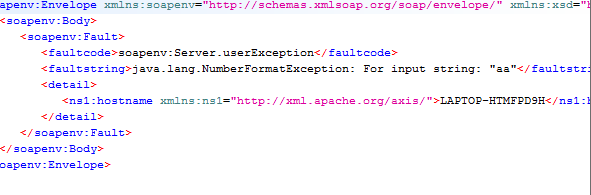 apenv:Envelope xmlns:soapenv="http://schemas.xmlsoap.org/soap/envelope/" xmlns:xsd="h
<soapenv:Body>
<soapenv:Fault>
<faultcode>soapenv:Server.userException</faultcode>
<faultstring>java.lang.NumberFormatException: For input string: "aa"</faultstri
<detail>
<ns1:hostname xmlns:ns1="http://xml.apache.org/axis/">LAPTOP-HTMFPD9H</ns1:h
</detail>
</soapenv:Fault>
</soapenv:Body>
oapenv:Envelope>